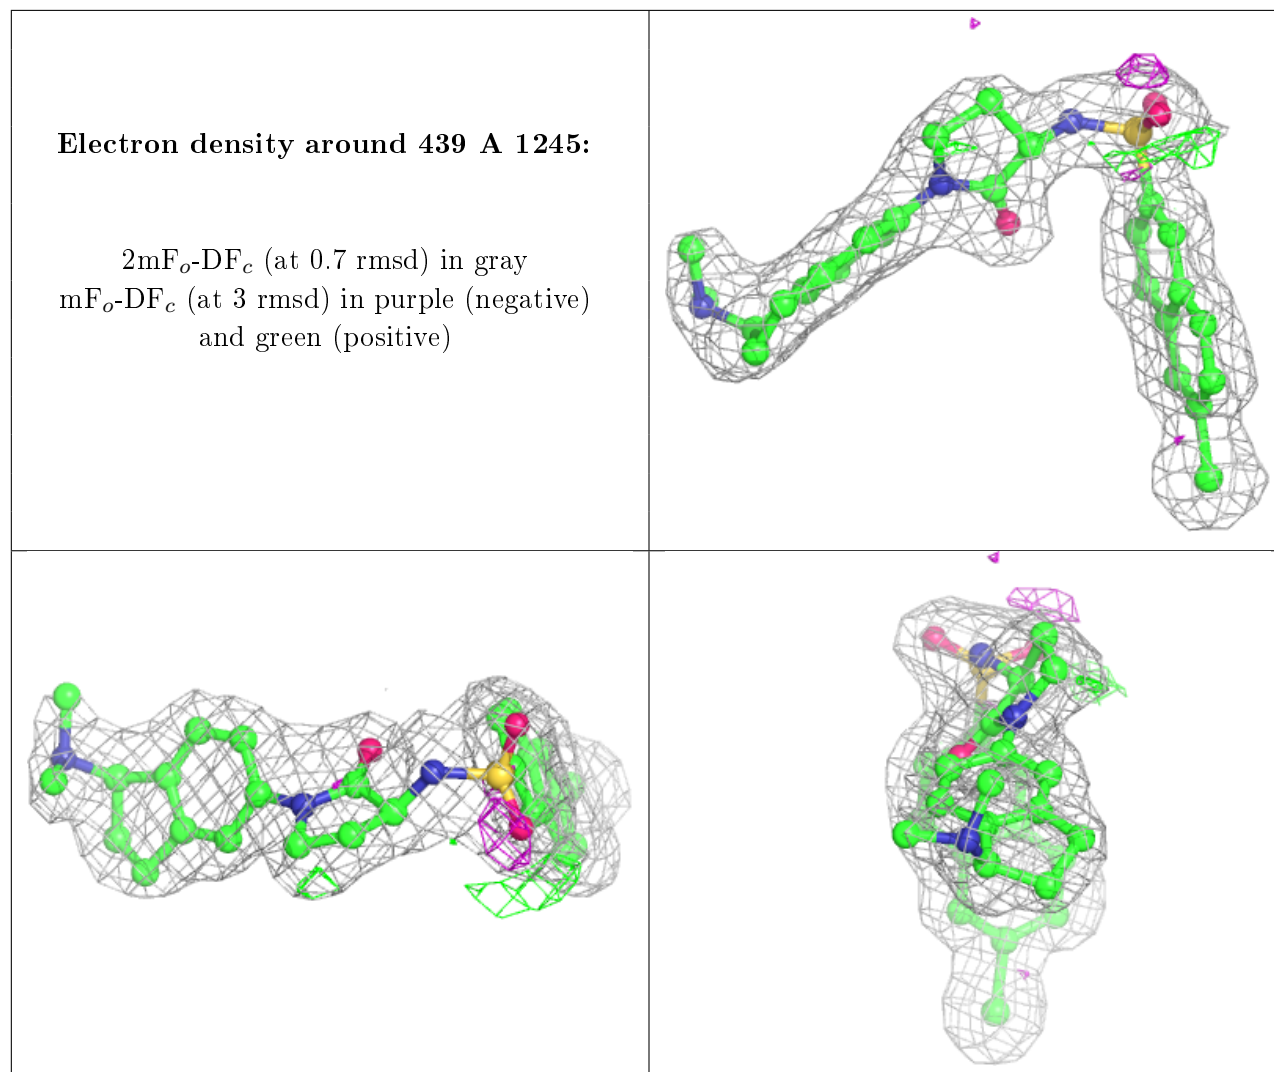 Electron density around 439 A 1245:
2mFo-DFc (at 0.7 rmsd) in gray
mFo-DFc (at 3 rmsd) in purple (negative)
and green (positive)